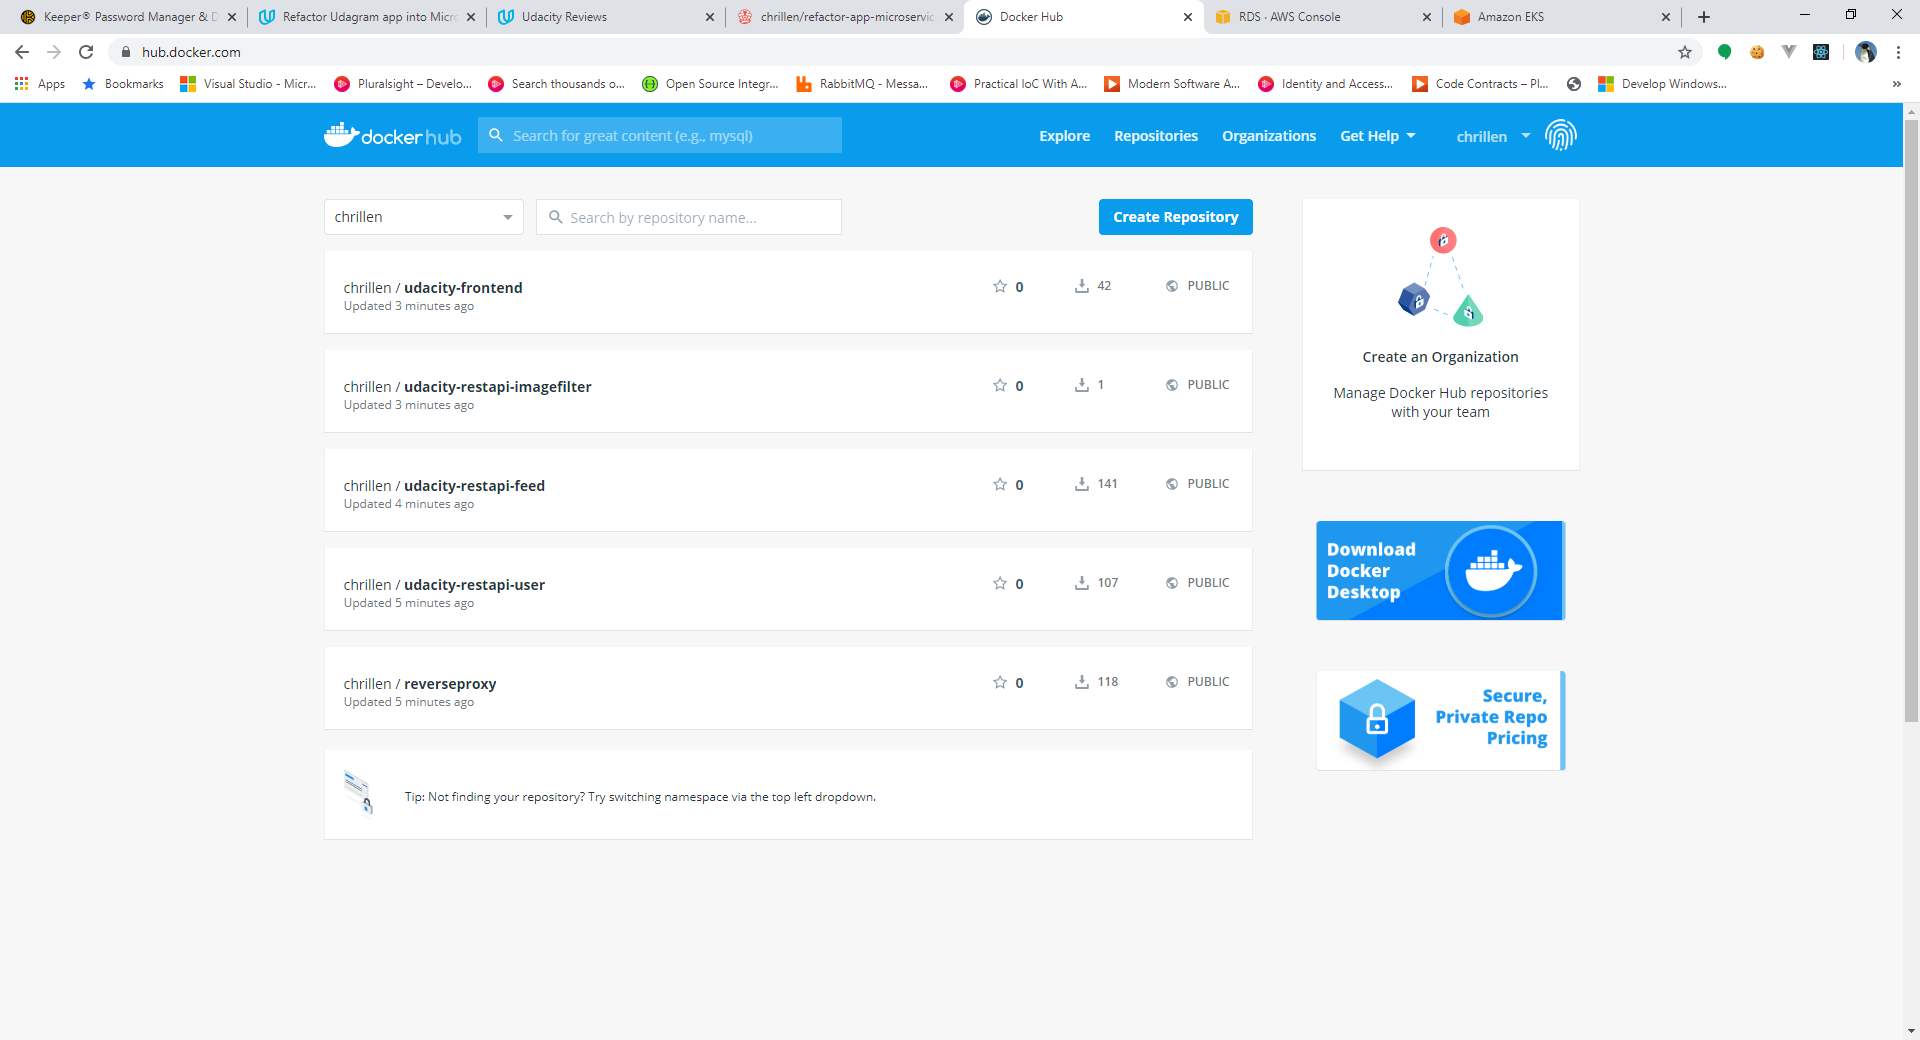 Keeper® Password Manager & D
Refactor Udagram app into Micro
Udacity Reviews
chrillen/refactor-app-microservic
Docker Hub
RDS · AWS Console
Amazon EKS
hub.docker.com
Apps
Bookmarks
Visual Studio - Micr...
Pluralsight – Develo...
Search thousands o...
Open Source Integr...
RabbitMQ - Messa...
Practical IoC With A...
Modern Software A...
Identity and Access...
Code Contracts – Pl...
Develop Windows...
»
docker hub
Search for great content (e.g., mysql)
Explore
Repositories
Organizations
Get Help
chrillen
chrillen
Search by repository name...
Create Repository
chrillen / udacity-frontend
Updated 3 minutes ago
0
42
PUBLIC
chrillen / udacity-restapi-imagefilter
Updated 3 minutes ago
0
1
PUBLIC
chrillen / udacity-restapi-feed
Updated 4 minutes ago
0
141
PUBLIC
chrillen / udacity-restapi-user
Updated 5 minutes ago
0
107
PUBLIC
chrillen / reverseproxy
Updated 5 minutes ago
0
118
PUBLIC
Tip: Not finding your repository? Try switching namespace via the top left dropdown.
Create an Organization
Manage Docker Hub repositories
with your team
Download
Docker
Desktop
Secure,
Private Repo
Pricing